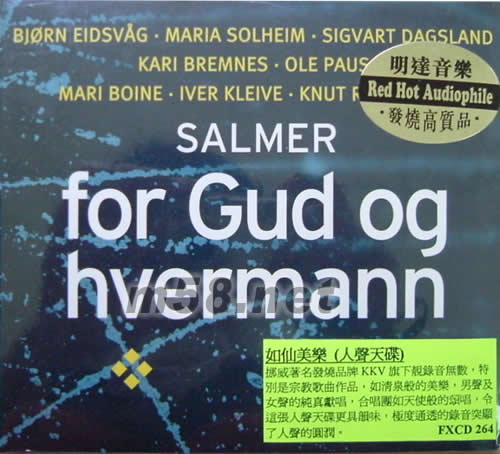 BJØRN EIDSVÅG · MARIA SOLHEIM · SIGVART DAGSLAND
KARI BREMNES · OLE PAUS
MARI BOINE · IVER KLEIVE · KNUT
明達音樂
Red Hot Audiophile
·發燒高質品·
SALMER
for Gud og
hvermann
m58.net
如仙美樂 (人聲天碟)
挪威著名發燒品牌 KKV 旗下靚錄音無數，特
別是宗教歌曲作品，如清泉般的美樂，男聲及
女聲的純真獻唱，合唱團如天使般的頌唱，令
這張人聲天碟更具韻味，極度通透的錄音突顯
了人聲的圓潤。
FXCD 264